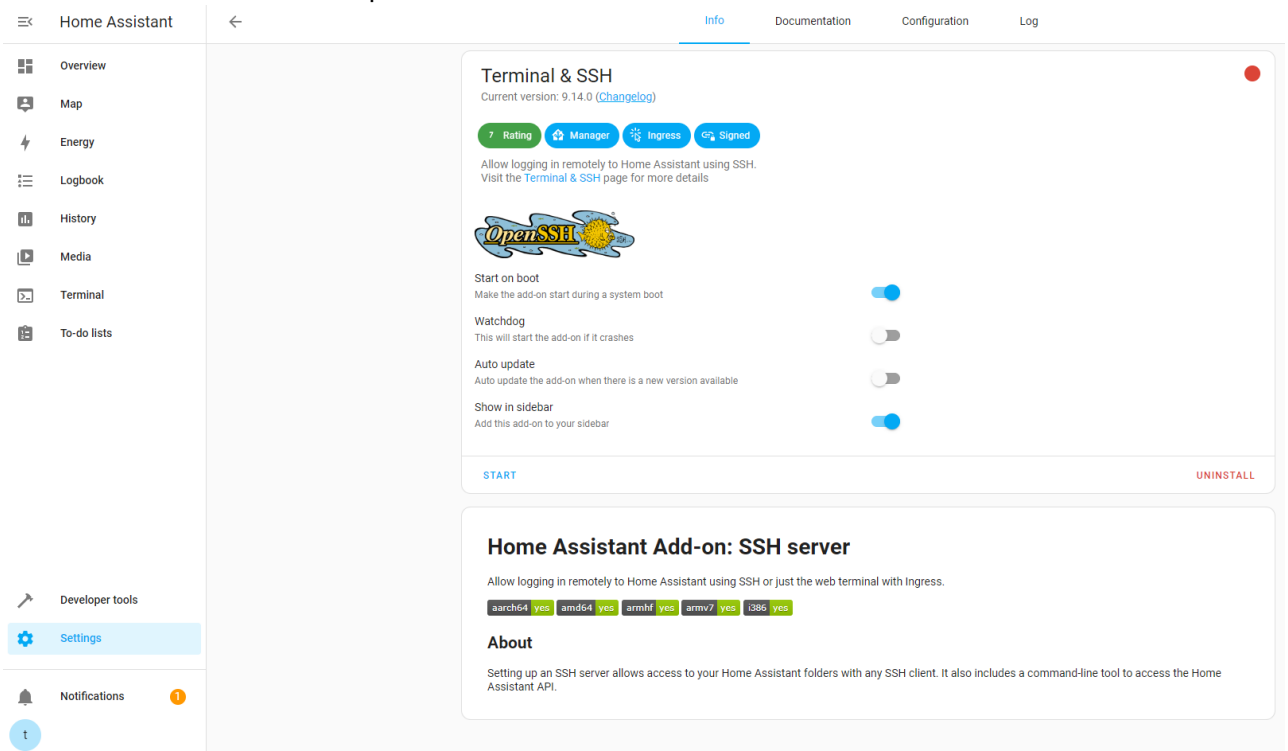 Home Assistant
Info
Documentation
Configuration
Log
Overview
Map
Energy
Logbook
History
Media
Terminal
To-do lists
Developer tools
Settings
Notifications
1
t
Terminal & SSH
Current version: 9.14.0 (Changelog)
7 Rating
Manager
Ingress
Signed
Allow logging in remotely to Home Assistant using SSH.
Visit the Terminal & SSH page for more details
OpenSSH
Start on boot
Make the add-on start during a system boot
Watchdog
This will start the add-on if it crashes
Auto update
Auto update the add-on when there is a new version available
Show in sidebar
Add this add-on to your sidebar
START
UNINSTALL
Home Assistant Add-on: SSH server
Allow logging in remotely to Home Assistant using SSH or just the web terminal with Ingress.
aarch64 yes amd64 yes armhf yes armv7 yes i386 yes
About
Setting up an SSH server allows access to your Home Assistant folders with any SSH client. It also includes a command-line tool to access the Home
Assistant API.